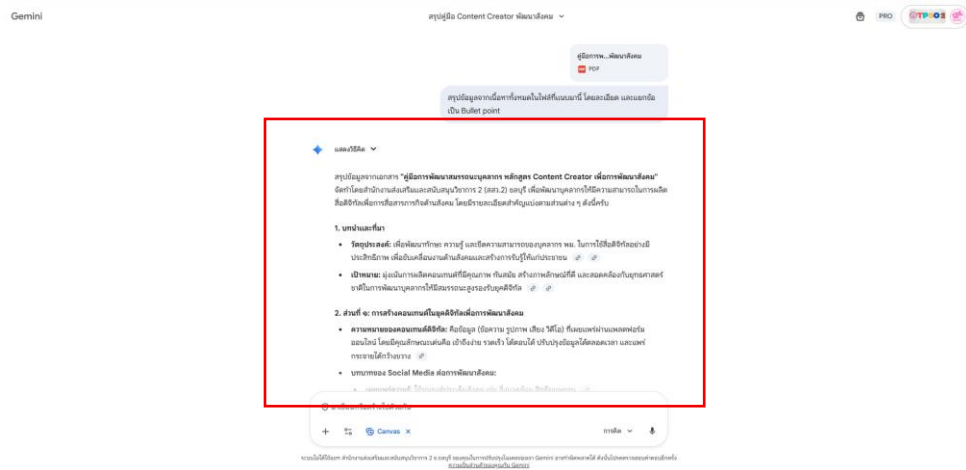 Gemini
สรุปคู่มือ Content Creator พัฒนาสังคม
PRO
คู่มือการพ...พัฒนาสังคม
PDF
สรุปข้อมูลจากเนื้อหาทั้งหมดในไฟล์ที่แนบมานี้ โดยละเอียด และแยกข้อ
เป็น Bullet point
แสดงวิธีคิด
สรุปข้อมูลจากเอกสาร "คู่มือการพัฒนาสมรรถนะบุคลากร หลักสูตร Content Creator เพื่อการพัฒนาสังคม"
จัดทำโดยสำนักงานส่งเสริมและสนับสนุนวิชาการ 2 (สสว.2) ชลบุรี เพื่อพัฒนาบุคลากรให้มีความสามารถในการผลิต
สื่อดิจิทัลเพื่อการสื่อสารภารกิจด้านสังคม โดยมีรายละเอียดสำคัญแบ่งตามส่วนต่าง ๆ ดังนี้ครับ
1. บทนำและที่มา
• วัตถุประสงค์: เพื่อพัฒนาทักษะ ความรู้ และขีดความสามารถของบุคลากร พม. ในการใช้สื่อดิจิทัลอย่างมี
ประสิทธิภาพ เพื่อขับเคลื่อนงานด้านสังคมและสร้างการรับรู้ให้แก่ประชาชน
• เป้าหมาย: มุ่งเน้นการผลิตคอนเทนต์ที่มีคุณภาพ ทันสมัย สร้างภาพลักษณ์ที่ดี และสอดคล้องกับยุทธศาสตร์
ชาติในการพัฒนาบุคลากรให้มีสมรรถนะสูงรองรับยุคดิจิทัล
2. ส่วนที่ ๑: การสร้างคอนเทนต์ในยุคดิจิทัลเพื่อการพัฒนาสังคม
• ความหมายของคอนเทนต์ดิจิทัล: คือข้อมูล (ข้อความ รูปภาพ เสียง วิดีโอ) ที่เผยแพร่ผ่านแพลตฟอร์ม
ออนไลน์ โดยมีคุณลักษณะเด่นคือ เข้าถึงง่าย รวดเร็ว โต้ตอบได้ ปรับปรุงข้อมูลได้ตลอดเวลา และแพร่
กระจายได้กว้างขวาง
• บทบาทของ Social Media ต่อการพัฒนาสังคม:
Canvas
การคิด